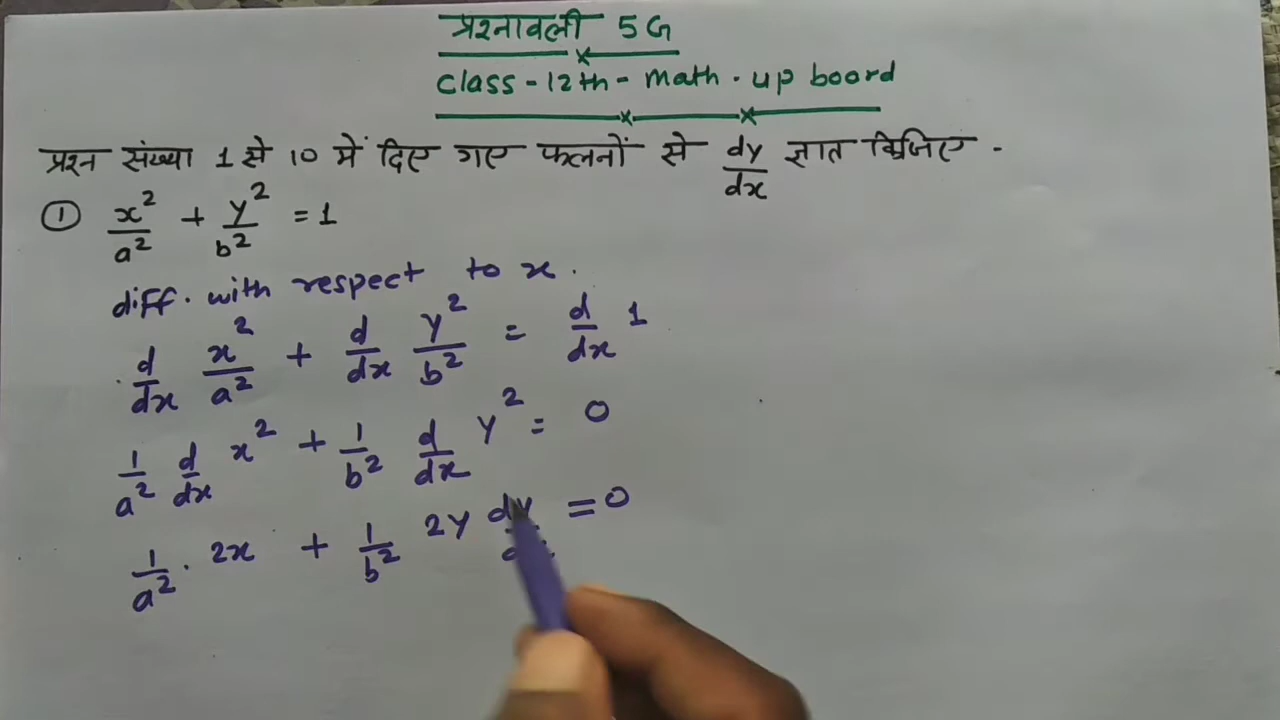 प्रश्नावली 5G
class - 12th - math . up board
प्रश्न संख्या 1 से 10 में दिए गए फलनों से dy/dx ज्ञात किजिए .
① x²/a² + y²/b² = 1
diff. with respect to x .
d/dx x²/a² + d/dx y²/b² = d/dx 1
1/a² d/dx x² + 1/b² d/dx y² = 0
1/a² . 2x + 1/b² 2y dy = 0